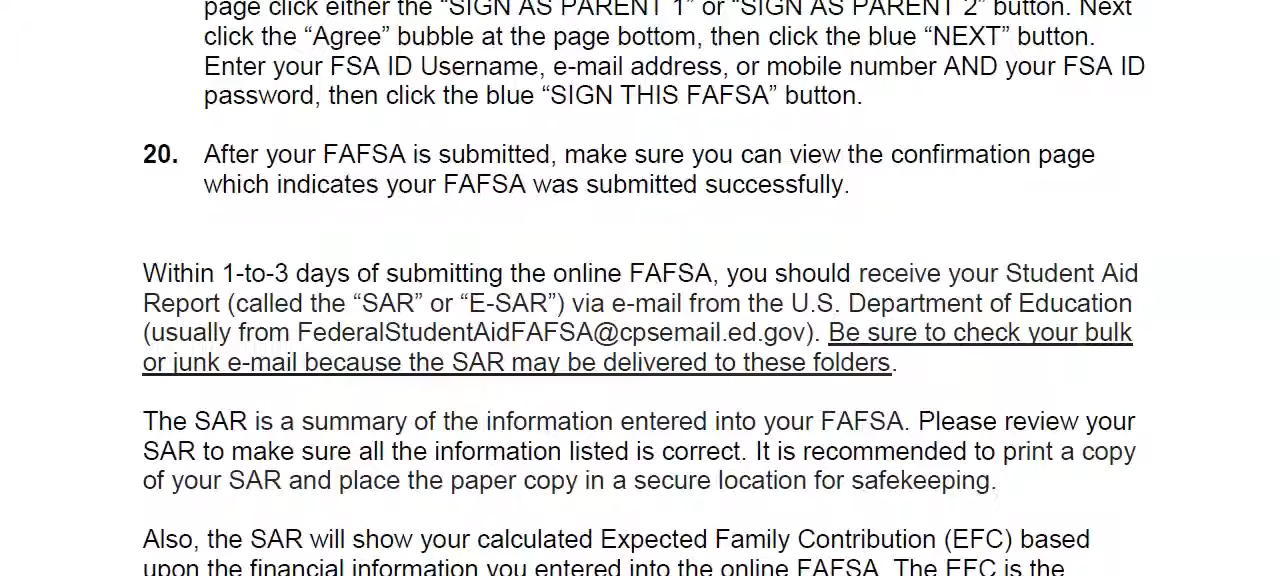 page click either the “SIGN AS PARENT 1” or “SIGN AS PARENT 2” button. Next
click the “Agree” bubble at the page bottom, then click the blue “NEXT” button.
Enter your FSA ID Username, e-mail address, or mobile number AND your FSA ID
password, then click the blue “SIGN THIS FAFSA” button.
20. After your FAFSA is submitted, make sure you can view the confirmation page
which indicates your FAFSA was submitted successfully.
Within 1-to-3 days of submitting the online FAFSA, you should receive your Student Aid
Report (called the “SAR” or “E-SAR”) via e-mail from the U.S. Department of Education
(usually from FederalStudentAidFAFSA@cpsemail.ed.gov). Be sure to check your bulk
or junk e-mail because the SAR may be delivered to these folders.
The SAR is a summary of the information entered into your FAFSA. Please review your
SAR to make sure all the information listed is correct. It is recommended to print a copy
of your SAR and place the paper copy in a secure location for safekeeping.
Also, the SAR will show your calculated Expected Family Contribution (EFC) based
upon the financial information you entered into the online FAFSA. The EFC is the